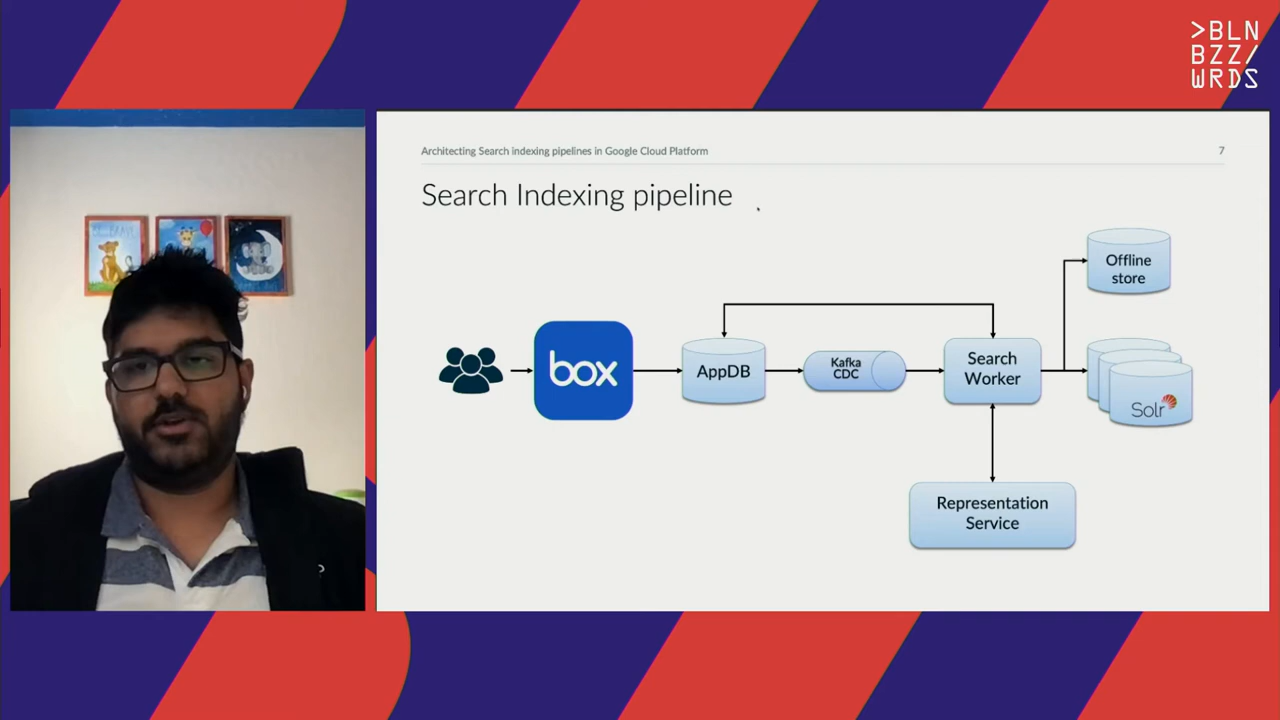 >BLN
BZZ/
WRDS
Architecting Search indexing pipelines in Google Cloud Platform
7
Search Indexing pipeline
Offline
store
box
AppDB
Kafka
CDC
Search
Worker
Solr
Representation
Service